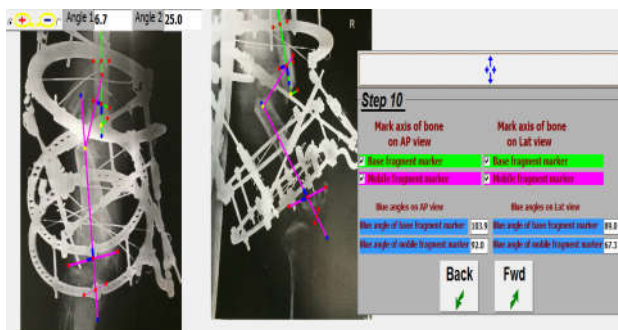 Angle 1 6.7 Angle 2 25.0
R
Step 10
Mark axis of bone
on AP view
Mark axis of bone
on Lat view
Base fragment marker
Base fragment marker
Mobile fragment marker
Mobile fragment marker
Blue angles on AP view
Blue angles on Lat view
Blue angle of base fragment marker 103.9
Blue angle of base fragment marker 89.0
Blue angle of mobile fragment marker 92.0
Blue angle of mobile fragment marker 67.3
Back
Fwd